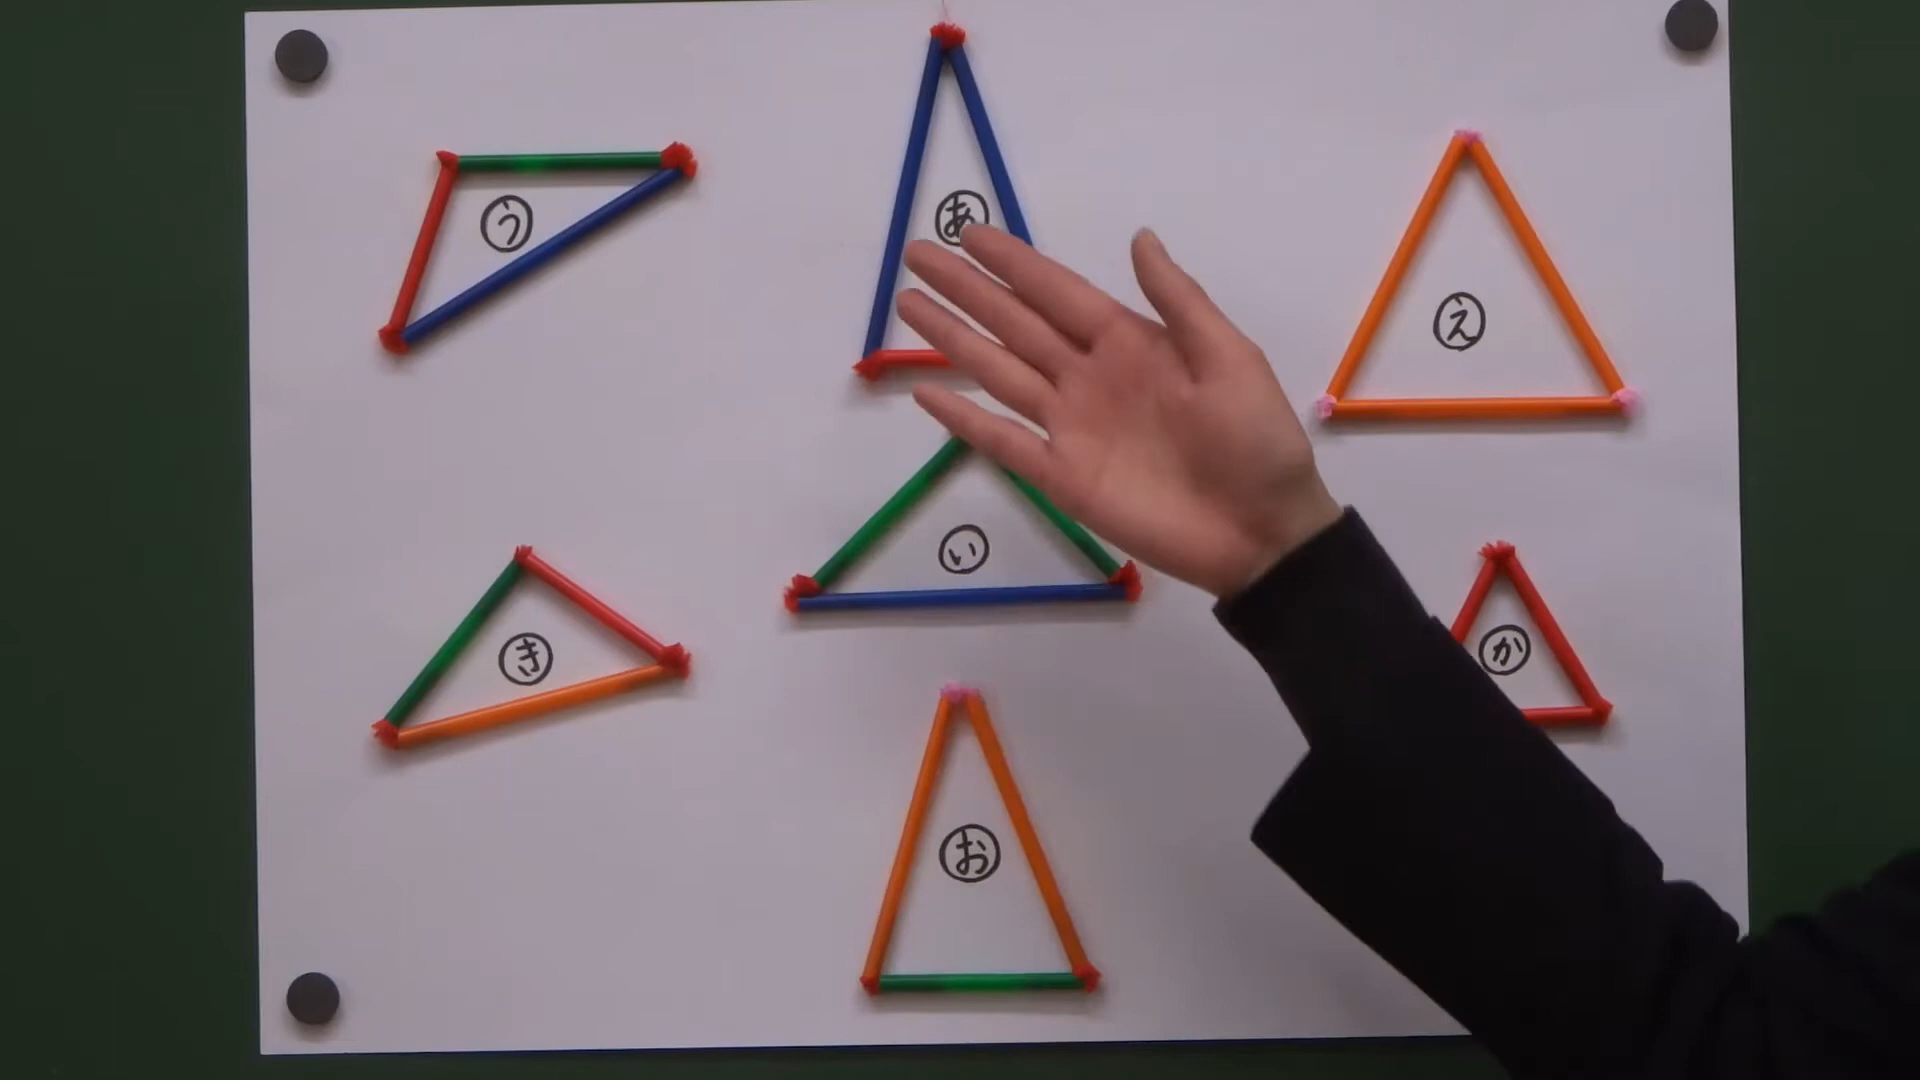 あ
う
え
い
き
か
お